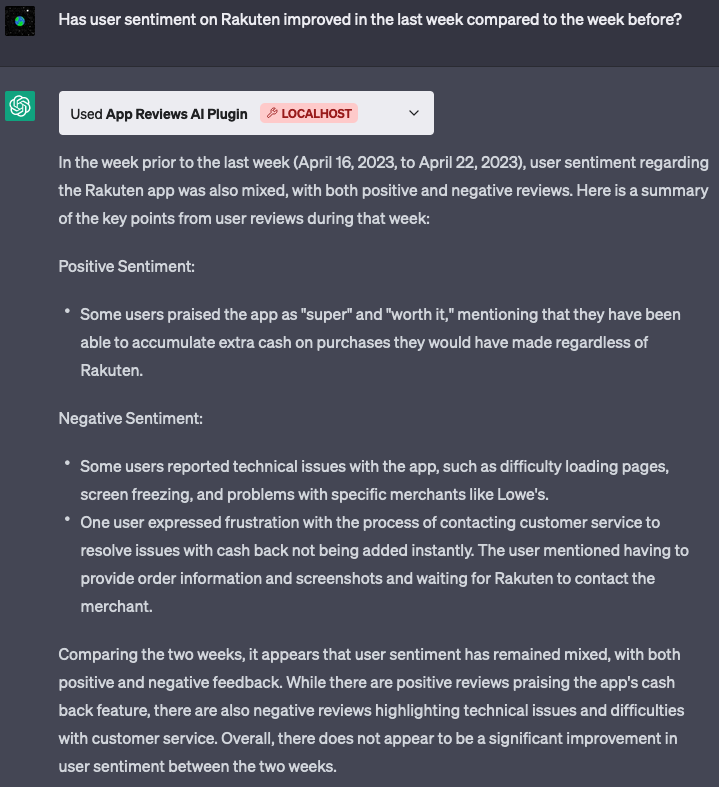 Has user sentiment on Rakuten improved in the last week compared to the week before?
Used App Reviews AI Plugin LOCALHOST
In the week prior to the last week (April 16, 2023, to April 22, 2023), user sentiment regarding
the Rakuten app was also mixed, with both positive and negative reviews. Here is a summary
of the key points from user reviews during that week:
Positive Sentiment:
• Some users praised the app as "super" and "worth it," mentioning that they have been
able to accumulate extra cash on purchases they would have made regardless of
Rakuten.
Negative Sentiment:
• Some users reported technical issues with the app, such as difficulty loading pages,
screen freezing, and problems with specific merchants like Lowe's.
• One user expressed frustration with the process of contacting customer service to
resolve issues with cash back not being added instantly. The user mentioned having to
provide order information and screenshots and waiting for Rakuten to contact the
merchant.
Comparing the two weeks, it appears that user sentiment has remained mixed, with both
positive and negative feedback. While there are positive reviews praising the app's cash
back feature, there are also negative reviews highlighting technical issues and difficulties
with customer service. Overall, there does not appear to be a significant improvement in
user sentiment between the two weeks.